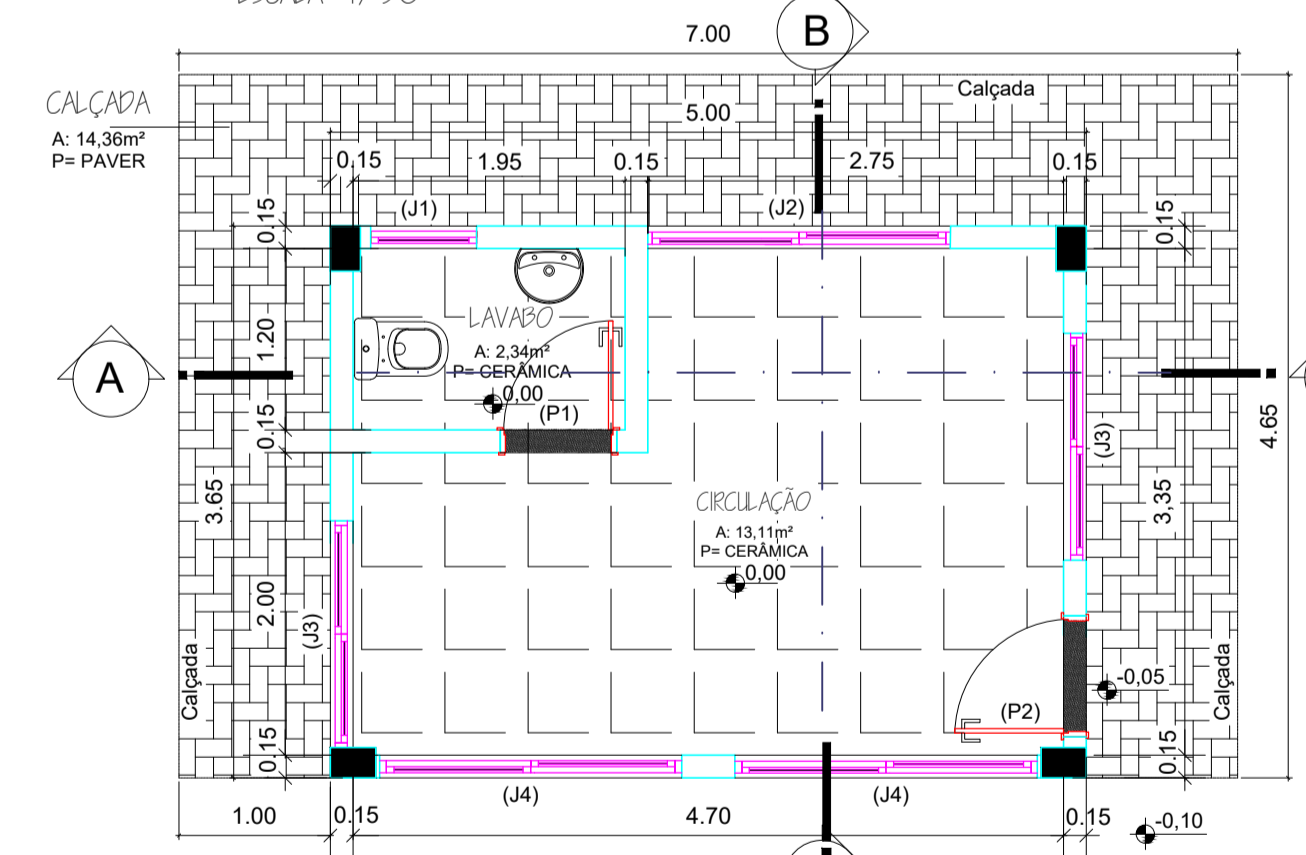 7.00
B
CALÇADA
A: 14,36m²
P= PAVER
Calçada
5.00
0.15
1.95
0.15
2.75
0.15
(J1)
(J2)
0.15
0.15
LAVABO
A: 2,34m²
P= CERÂMICA
0,00
(P1)
1.20
A
0.15
3.65
4.65
(J3)
3,35
CIRCULAÇÃO
A: 13,11m²
P= CERÂMICA
0,00
2.00
(J3)
Calçada
-0,05
Calçada
(P2)
0.15
0.15
(J4)
(J4)
1.00
0.15
4.70
0.15
-0,10